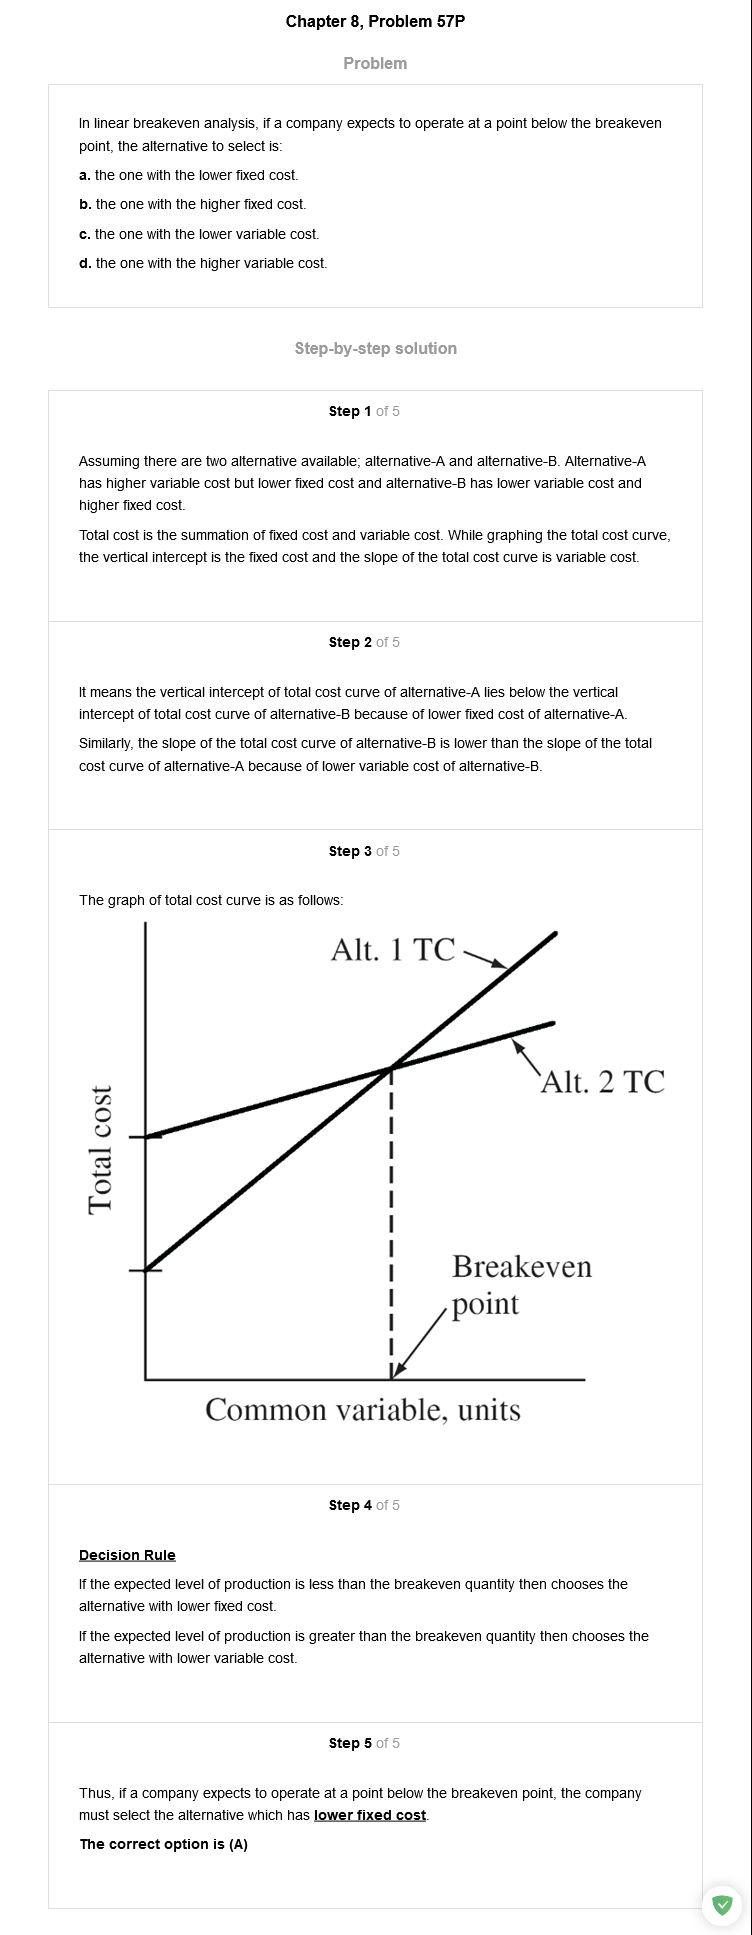 Chapter 8, Problem 57P
Problem
In linear breakeven analysis, if a company expects to operate at a point below the breakeven
point, the alternative to select is:
a. the one with the lower fixed cost.
b. the one with the higher fixed cost.
c. the one with the lower variable cost.
d. the one with the higher variable cost.
Step-by-step solution
Step 1 of 5
Assuming there are two alternative available; alternative-A and alternative-B. Alternative-A
has higher variable cost but lower fixed cost and alternative-B has lower variable cost and
higher fixed cost.
Total cost is the summation of fixed cost and variable cost. While graphing the total cost curve,
the vertical intercept is the fixed cost and the slope of the total cost curve is variable cost.
Step 2 of 5
It means the vertical intercept of total cost curve of alternative-A lies below the vertical
intercept of total cost curve of alternative-B because of lower fixed cost of alternative-A.
Similarly, the slope of the total cost curve of alternative-B is lower than the slope of the total
cost curve of alternative-A because of lower variable cost of alternative-B.
Step 3 of 5
The graph of total cost curve is as follows:
Alt. 1 TC
Alt. 2 TC
Total cost
Breakeven
point
Common variable, units
Step 4 of 5
Decision Rule
If the expected level of production is less than the breakeven quantity then chooses the
alternative with lower fixed cost.
If the expected level of production is greater than the breakeven quantity then chooses the
alternative with lower variable cost.
Step 5 of 5
Thus, if a company expects to operate at a point below the breakeven point, the company
must select the alternative which has lower fixed cost.
The correct option is (A)